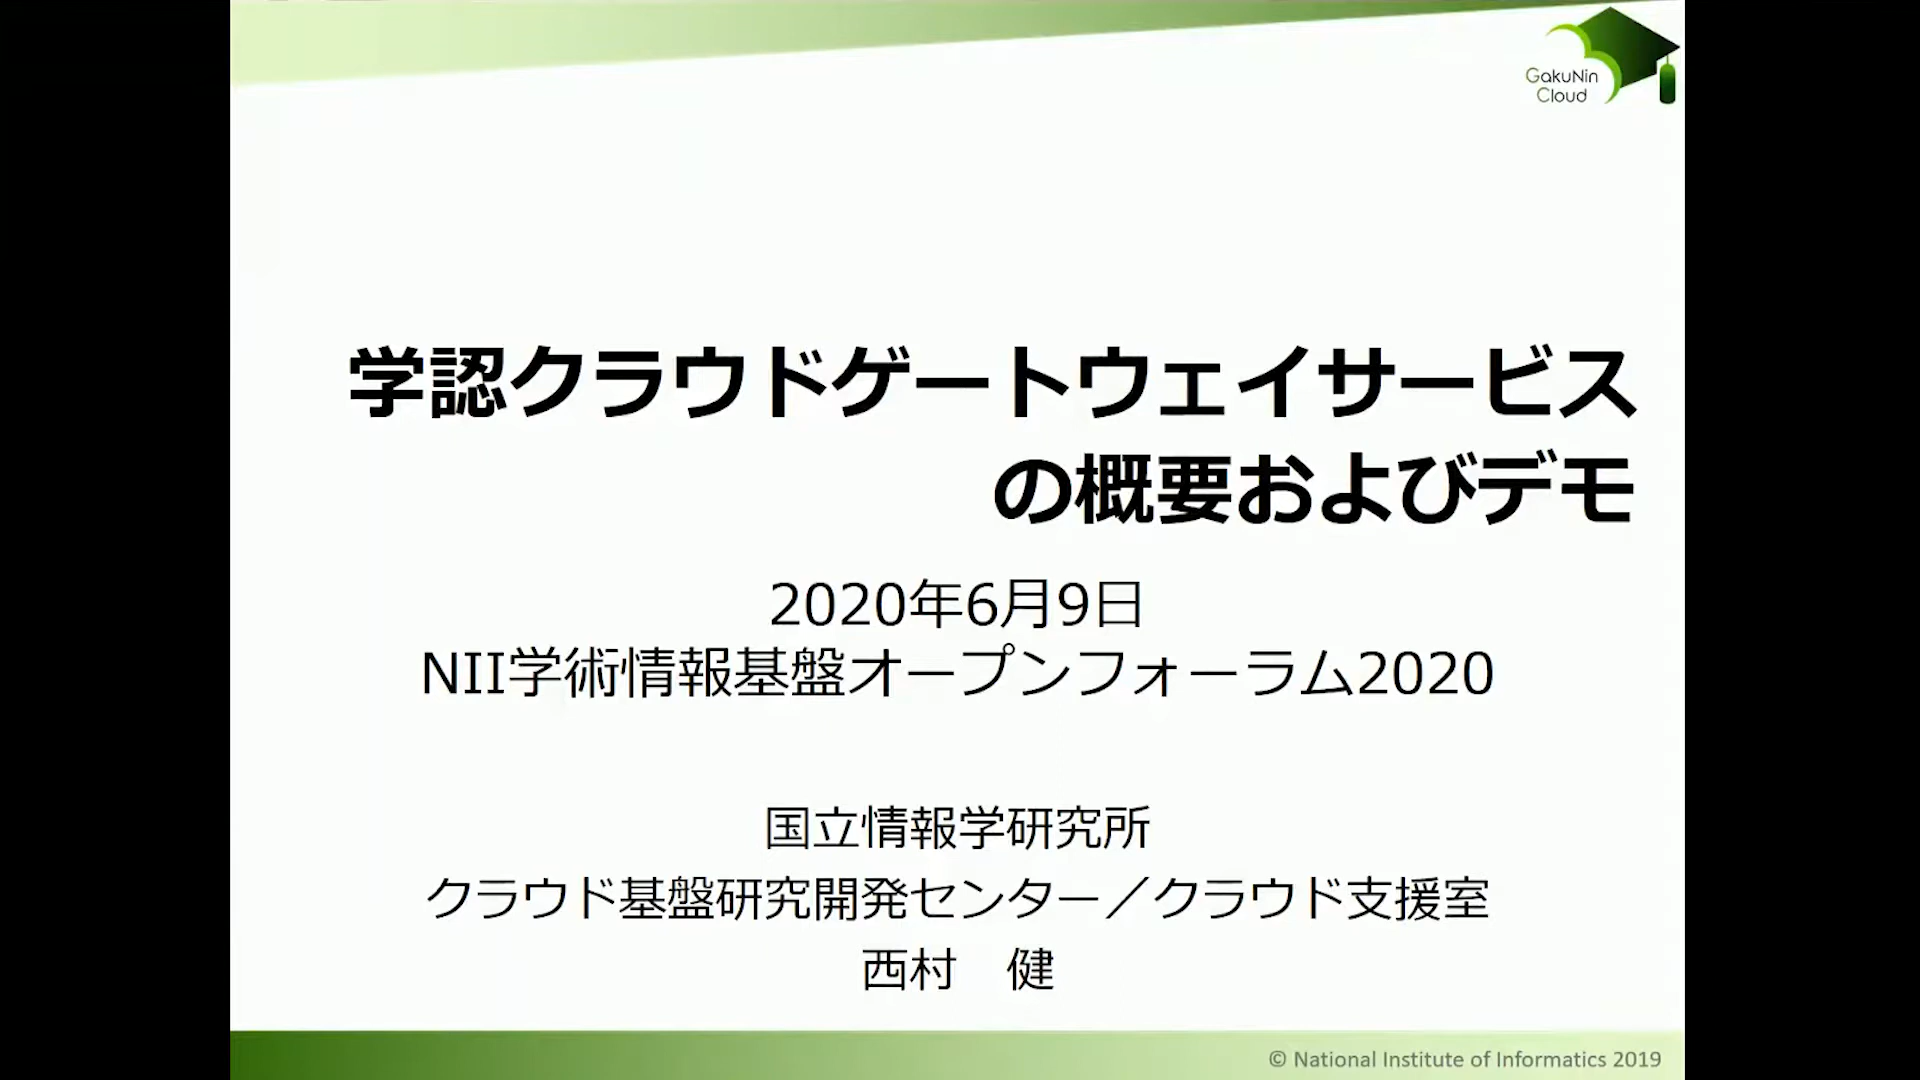 GakuNin
Cloud
学認クラウドゲートウェイサービス
の概要およびデモ
2020年6月9日
NII学術情報基盤オープンフォーラム2020
国立情報学研究所
クラウド基盤研究開発センター／クラウド支援室
西村　健
© National Institute of Informatics 2019